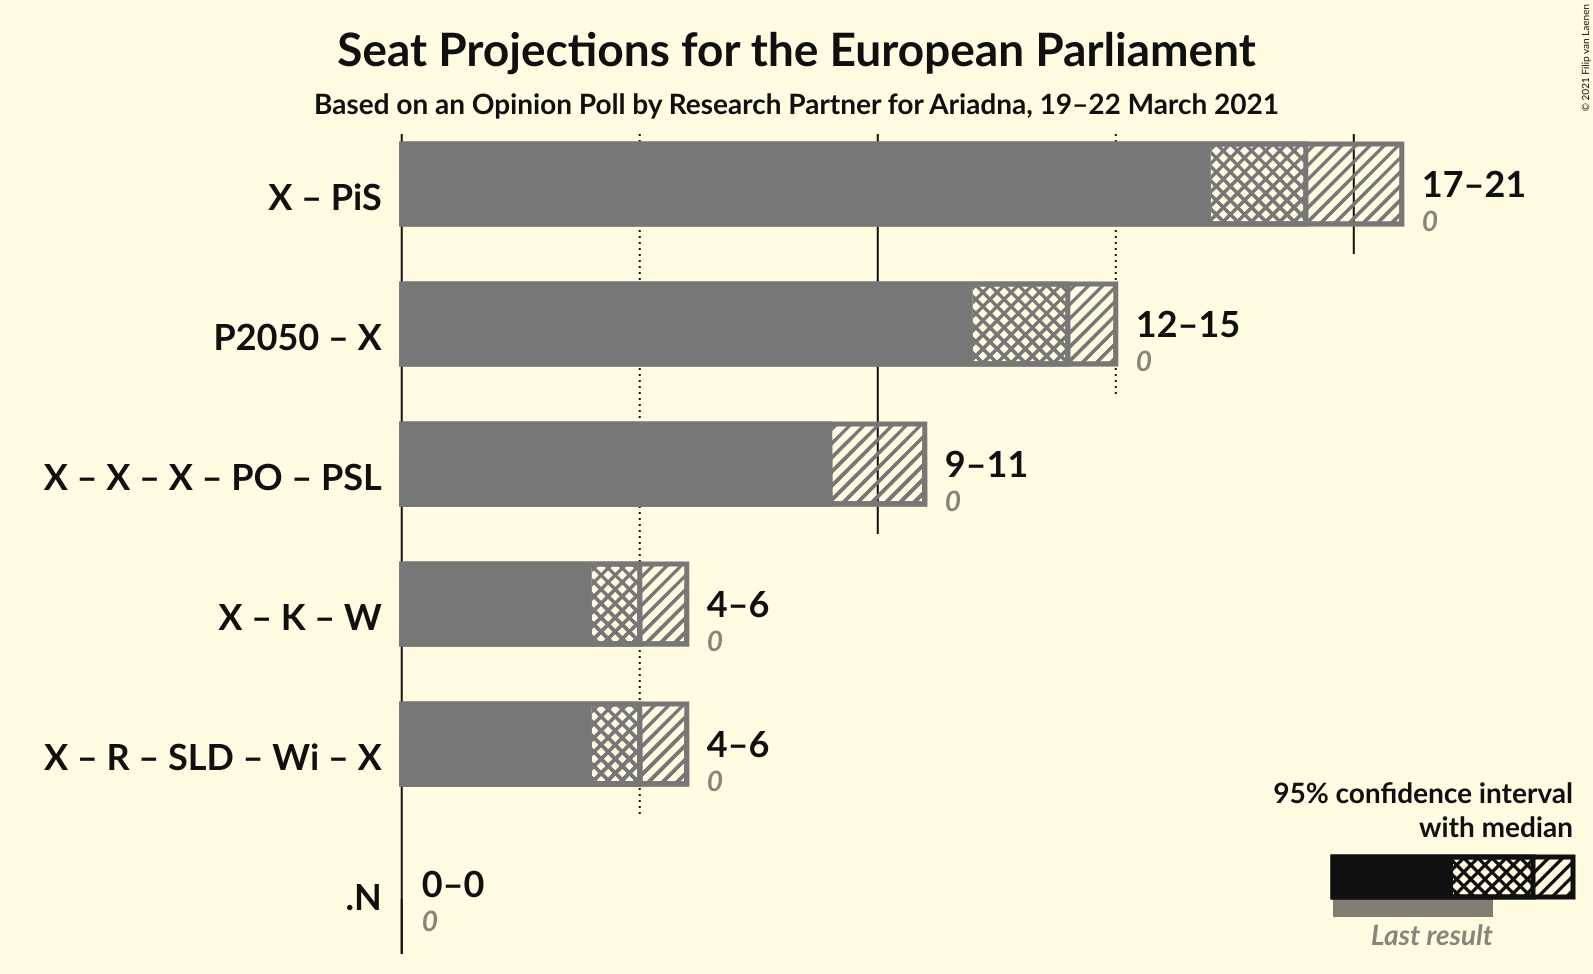 Seat Projections for the European Parliament
Based on an Opinion Poll by Research Partner for Ariadna, 19–22 March 2021
© 2021 Filip van Laenen
X – PiS
17–21
0
P2050 – X
12–15
0
X – X – X – PO – PSL
9–11
0
X – K – W
4–6
0
X – R – SLD – Wi – X
4–6
0
.N
0–0
0
95% confidence interval
with median
Last result